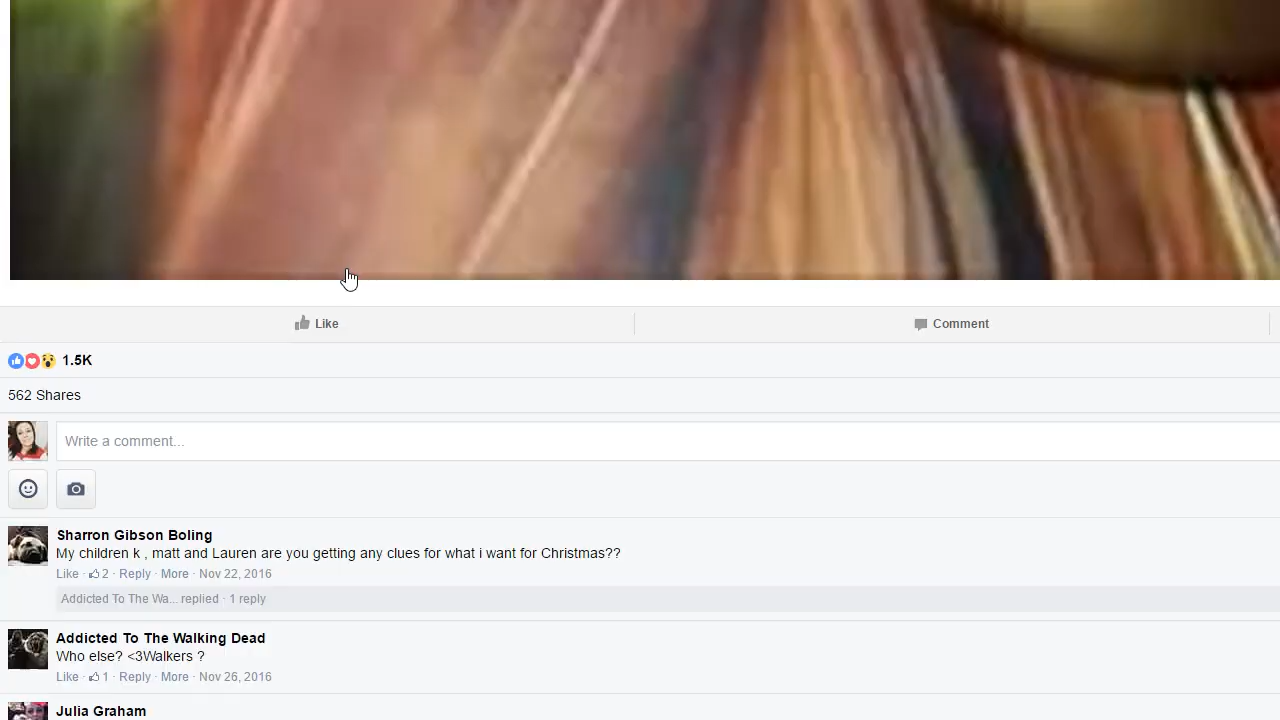 Like
Comment
1.5K
562 Shares
Write a comment...
Sharron Gibson Boling
My children k , matt and Lauren are you getting any clues for what i want for Christmas??
Like · 2 · Reply · More · Nov 22, 2016
Addicted To The Wa... replied · 1 reply
Addicted To The Walking Dead
Who else? <3Walkers ?
Like · 1 · Reply · More · Nov 26, 2016
Julia Graham